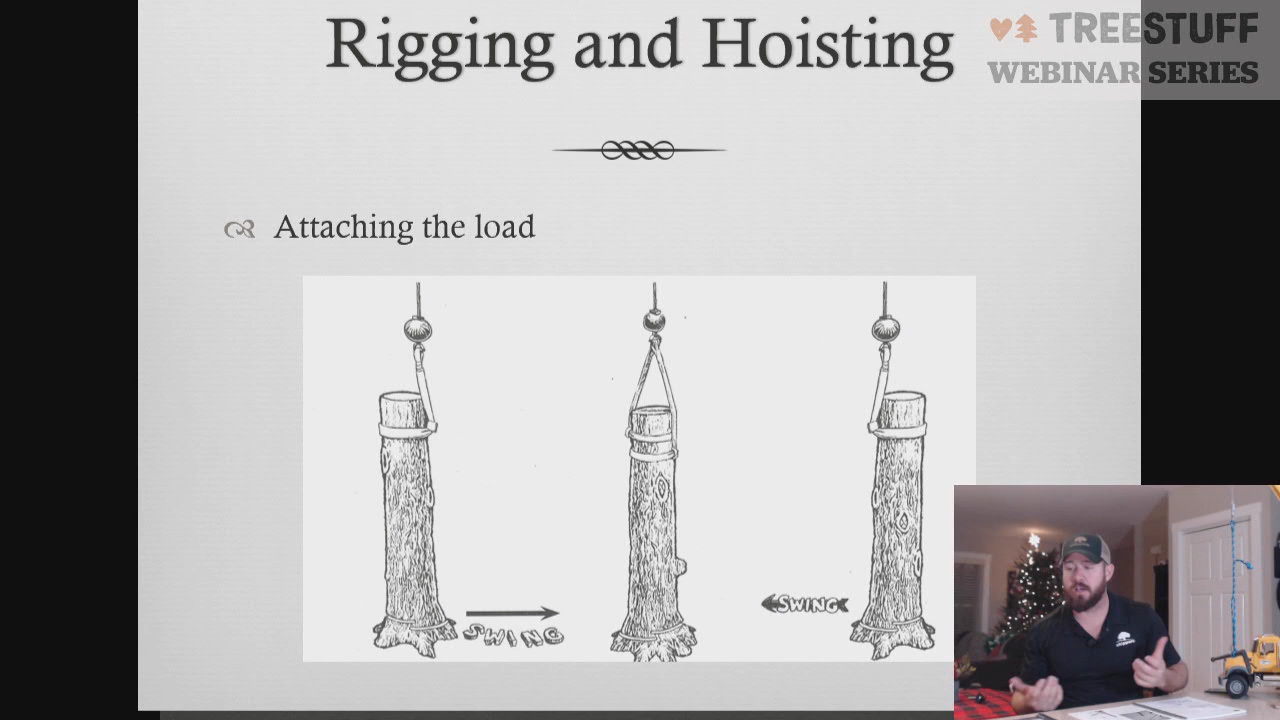 Rigging and Hoisting
TREESTUFF
WEBINAR SERIES
Attaching the load
SWING
SWING